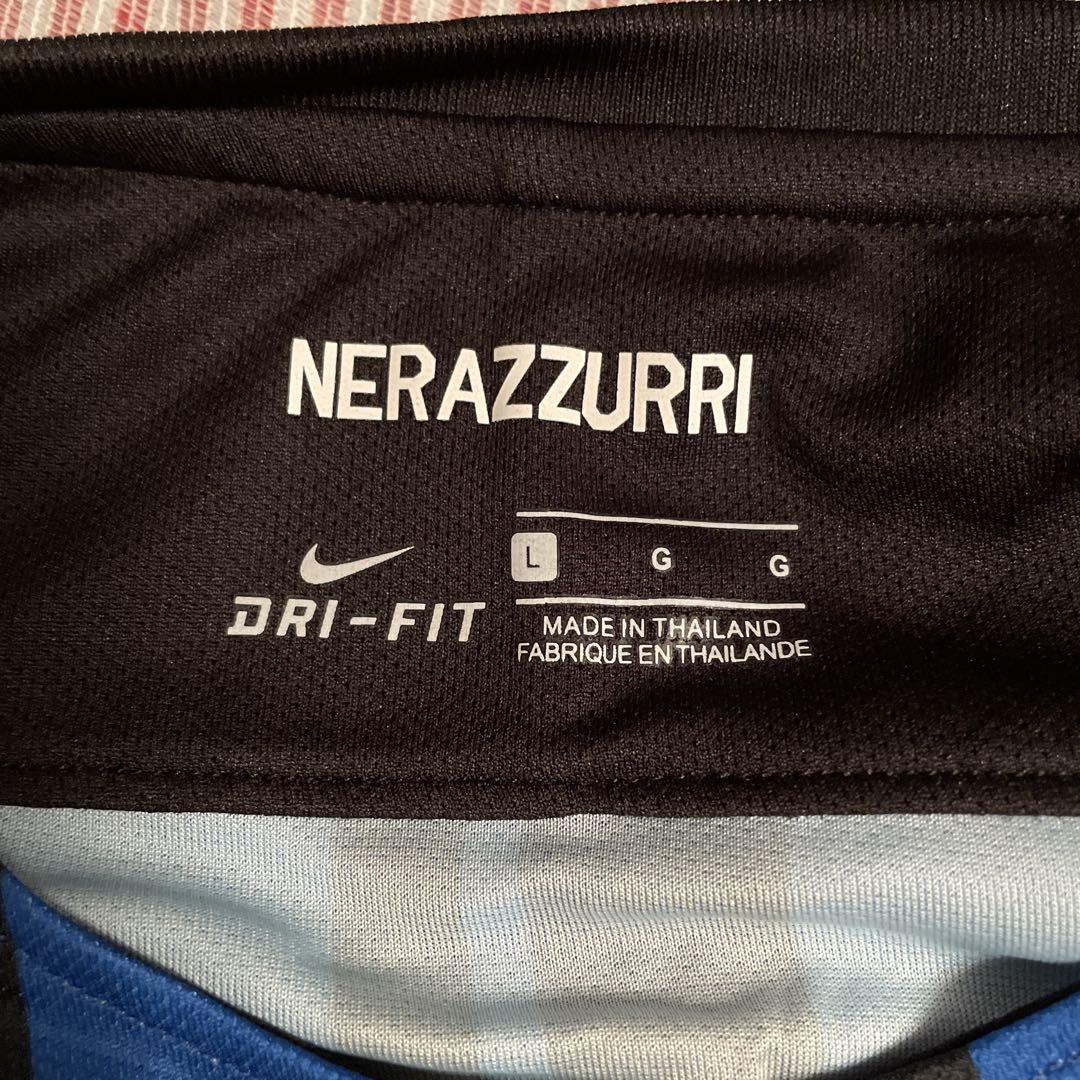 NERAZZURRI
DRI-FIT
L G G
MADE IN THAILAND
FABRIQUE EN THAILANDE